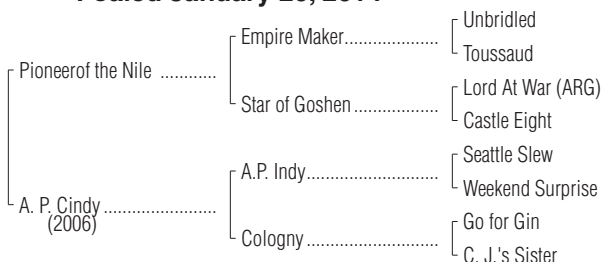 Unbridled
Empire Maker....................
Toussaud
Pioneerof the Nile ............
Lord At War (ARG)
Star of Goshen..................
Castle Eight
Seattle Slew
A.P. Indy............................
Weekend Surprise
A. P. Cindy ........................
(2006)
Go for Gin
Cologny ............................
C. J.'s Sister